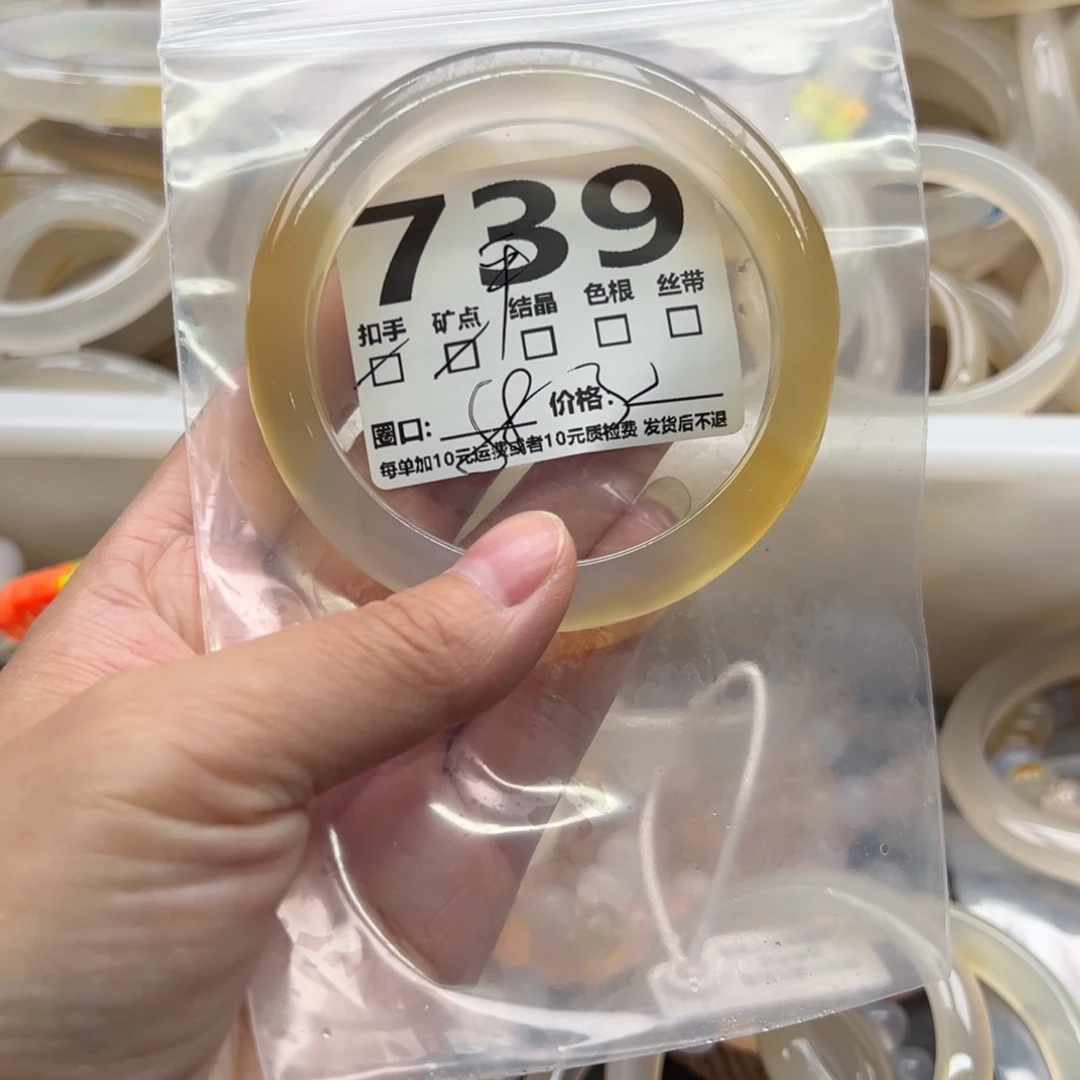 739
扣手 矿点 结晶 色根 丝带
圈口: 58 价格:
每单加10元运费或者10元质检费 发货后不退